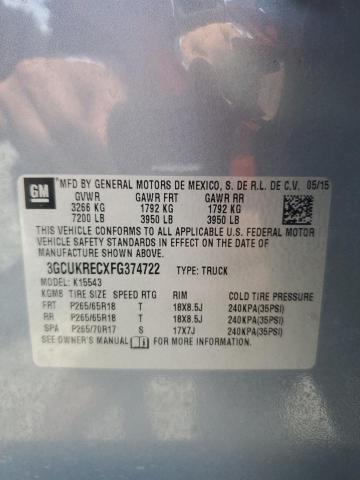 GM MFD BY GENERAL MOTORS DE MEXICO, S. DE R.L. DE C.V. 05/15
GVWR GAWR FRT GAWR RR
3266 KG 1792 KG 1792 KG
7200 LB 3950 LB 3950 LB
THIS VEHICLE CONFORMS TO ALL APPLICABLE U.S. FEDERAL MOTOR
VEHICLE SAFETY STANDARDS IN EFFECT ON THE DATE OF
MANUFACTURE SHOWN ABOVE.
3GCUKRECXFG374722 TYPE: TRUCK
MODEL: K15543
KGMB TIRE SIZE SPEED RTG RIM COLD TIRE PRESSURE
FRT P265/65R18 T 18X8.5J 240KPA(35PSI)
RR P265/65R18 T 18X8.5J 240KPA(35PSI)
SPA P265/70R17 S 17X7J 240KPA(35PSI)
SEE OWNER'S MANUAL FOR MORE INFORMATION.